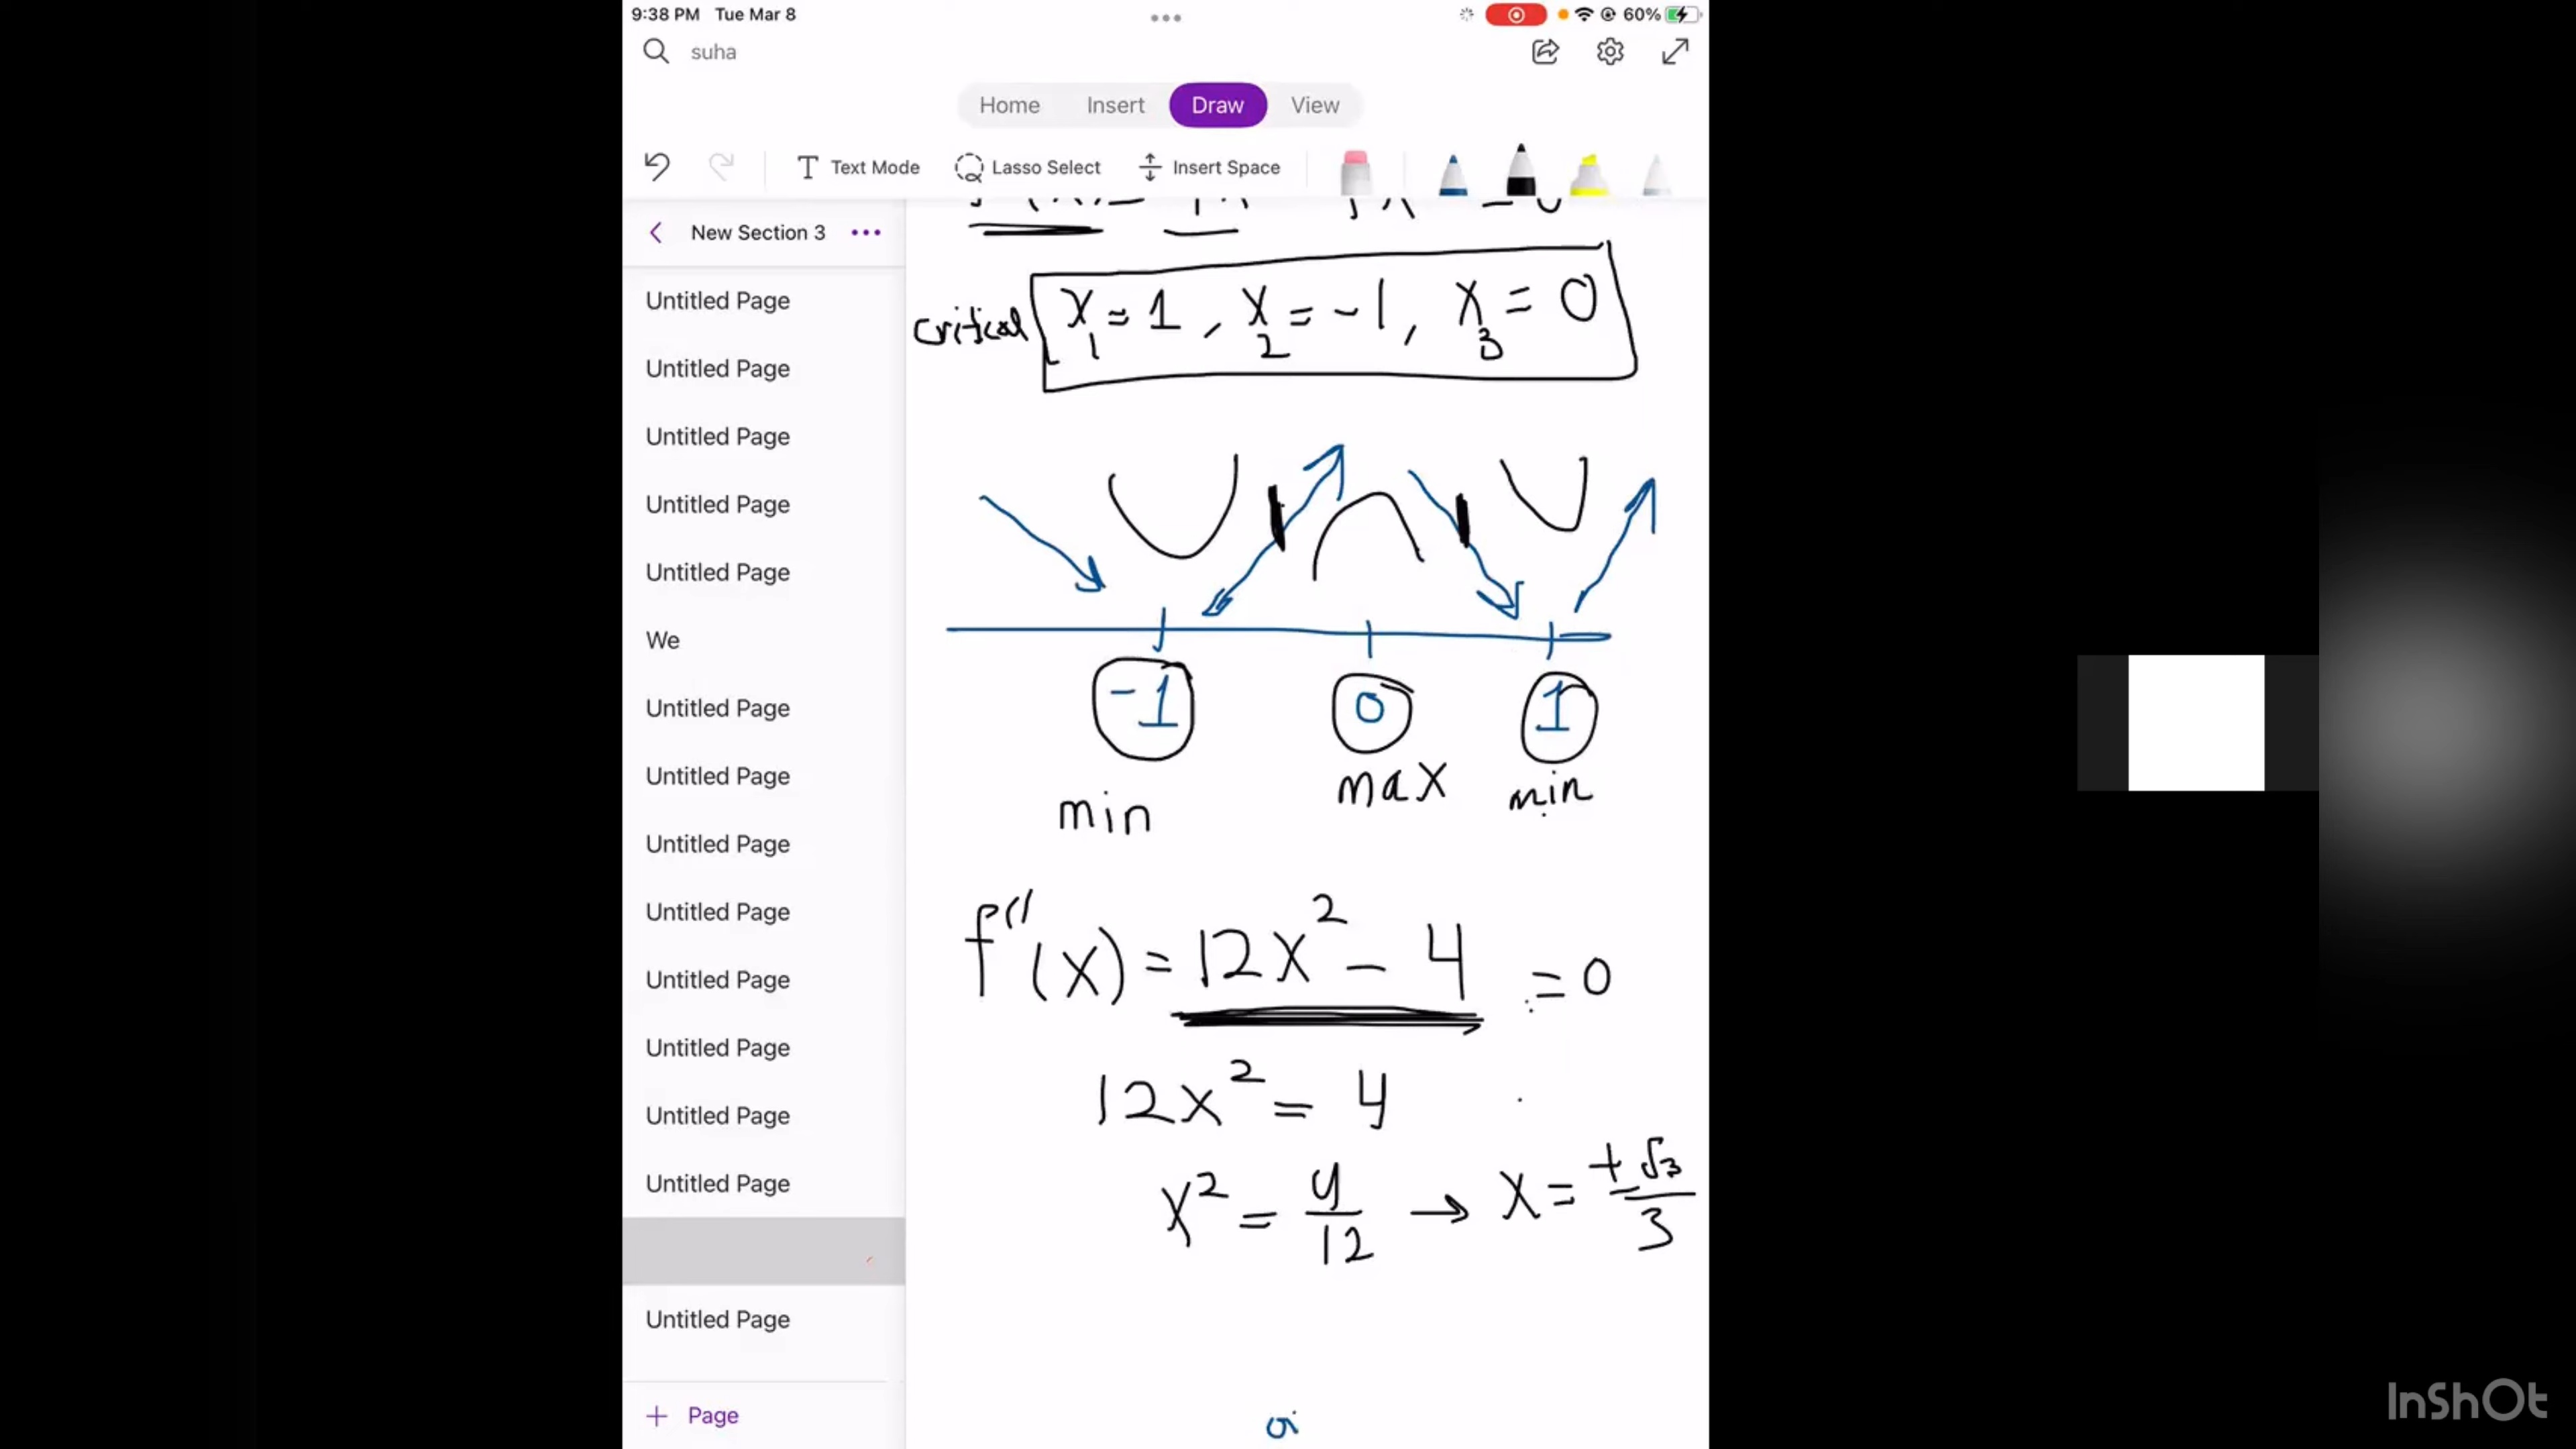 9:38 PM Tue Mar 8
60%
suha
Home Insert Draw View
Text Mode Lasso Select Insert Space
New Section 3
Untitled Page
Untitled Page
Untitled Page
Untitled Page
Untitled Page
We
Untitled Page
Untitled Page
Untitled Page
Untitled Page
Untitled Page
Untitled Page
Untitled Page
Untitled Page
Untitled Page
+ Page
critical x₁ = 1, x₂ = -1, x₃ = 0
-1 0 1
min max min
f''(x) = 12x² - 4 = 0
12x² = 4
x² = 4/12 → x = ±√3/3
InShOt